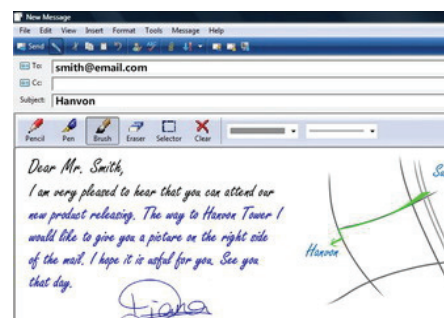 New Message
File Edit View Insert Format Tools Message Help
Send
To: smith@email.com
Cc:
Subject: Hanvon
Pencil Pen Brush Eraser Selector Clear
Dear Mr. Smith,
I am very pleased to hear that you can attend our
new product releasing. The way to Hanvon Tower I
would like to give you a picture on the right side
of the mail. I hope it is usful for you. See you
that day.
Diana
Hanvon